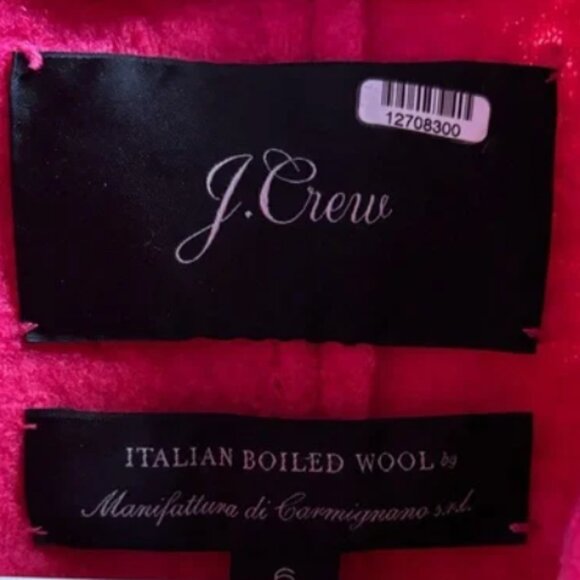 12708300
J.Crew
ITALIAN BOILED WOOL by
Manifattura di Carmignano s.r.l.
6